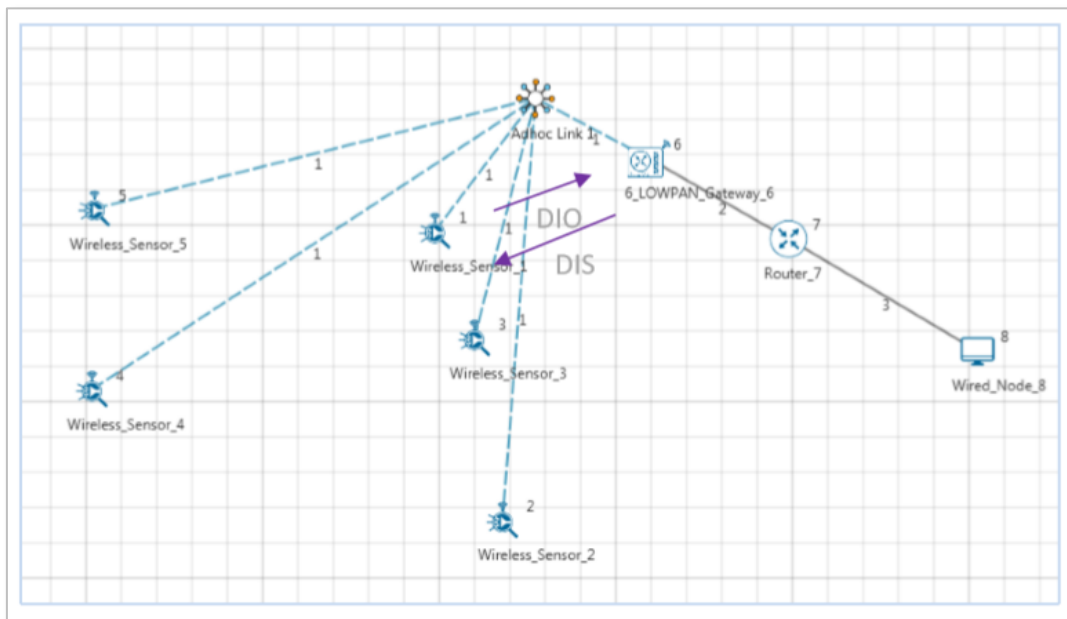 Adhoc Link 1
1
6
6_LOWPAN_Gateway_6
2
1
5
Wireless_Sensor_5
1
1
Wireless_Sensor_1
DIO
1
DIS
7
Router_7
1
3
3
Wireless_Sensor_3
1
8
Wired_Node_8
4
Wireless_Sensor_4
2
Wireless_Sensor_2